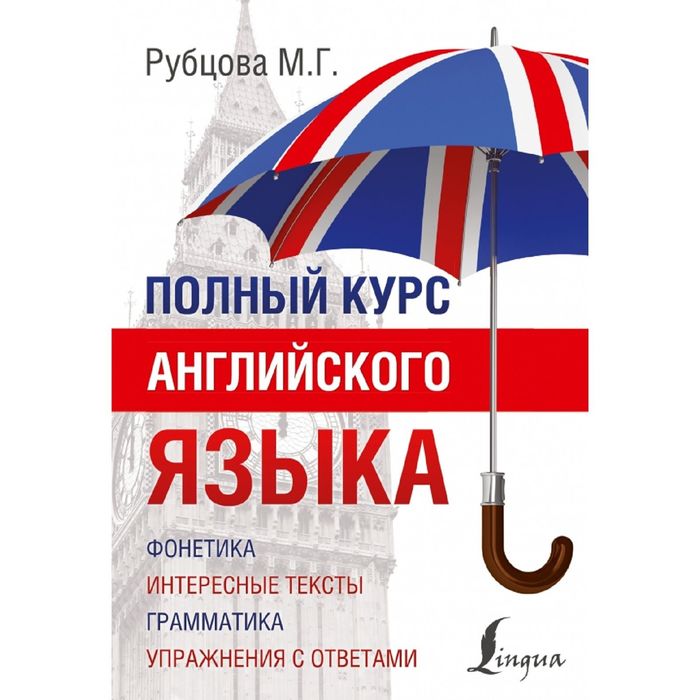 Рубцова М.Г.
ПОЛНЫЙ КУРС
АНГЛИЙСКОГО
ЯЗЫКА
ФОНЕТИКА
ИНТЕРЕСНЫЕ ТЕКСТЫ
ГРАММАТИКА
УПРАЖНЕНИЯ С ОТВЕТАМИ
Lingua